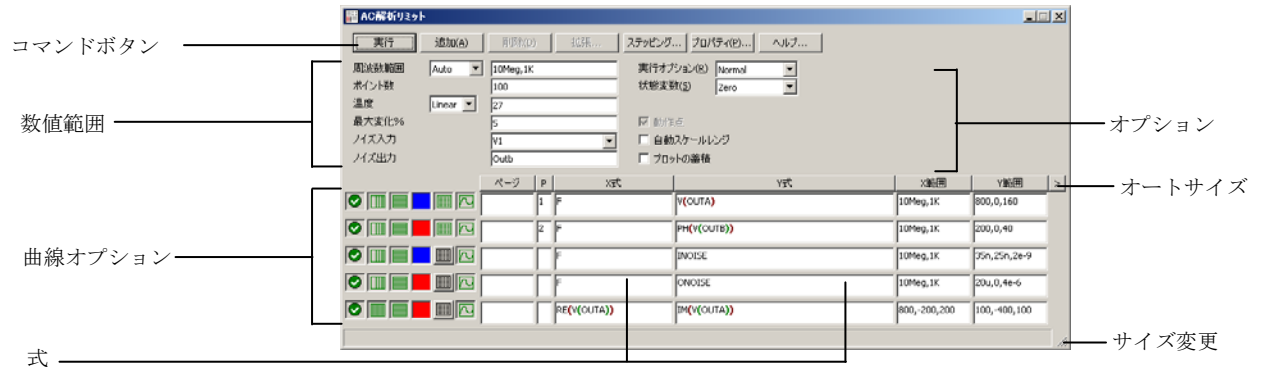 AC解析リミット
コマンドボタン
実行 追加(A) 削除(D) 拡張... ステッピング... プロパティ(P)... ヘルプ...
数値範囲
周波数範囲 Auto 10Meg,1K 実行オプション(R) Normal
ポイント数 100 状態変数(S) Zero
温度 Linear 27
最大変化% 5 動作点
ノイズ入力 V1 自動スケールレンジ
ノイズ出力 Outb プロットの蓄積
オプション
ページ P X式 Y式 X範囲 Y範囲 >
オートサイズ
曲線オプション
1 F V(OUTA) 10Meg,1K 800,0,160
2 F PH(V(OUTB)) 10Meg,1K 200,0,40
F INOISE 10Meg,1K 35n,25n,2e-9
F ONOISE 10Meg,1K 20u,0,4e-6
RE(V(OUTA)) IM(V(OUTA)) 800,-200,200 100,-400,100
サイズ変更
式